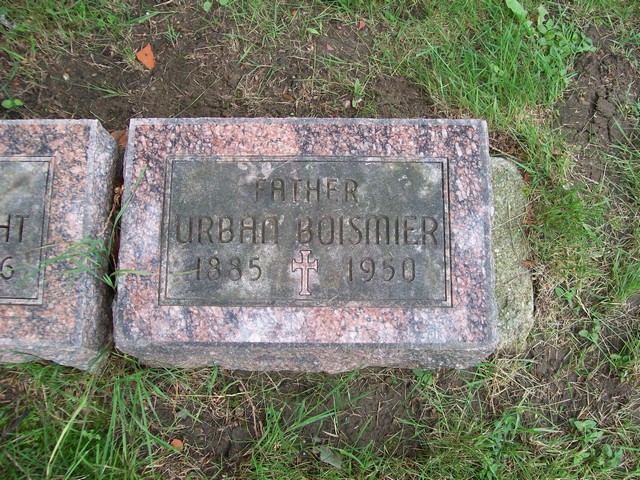 FATHER
URBAN BOISMIER
1885 1950